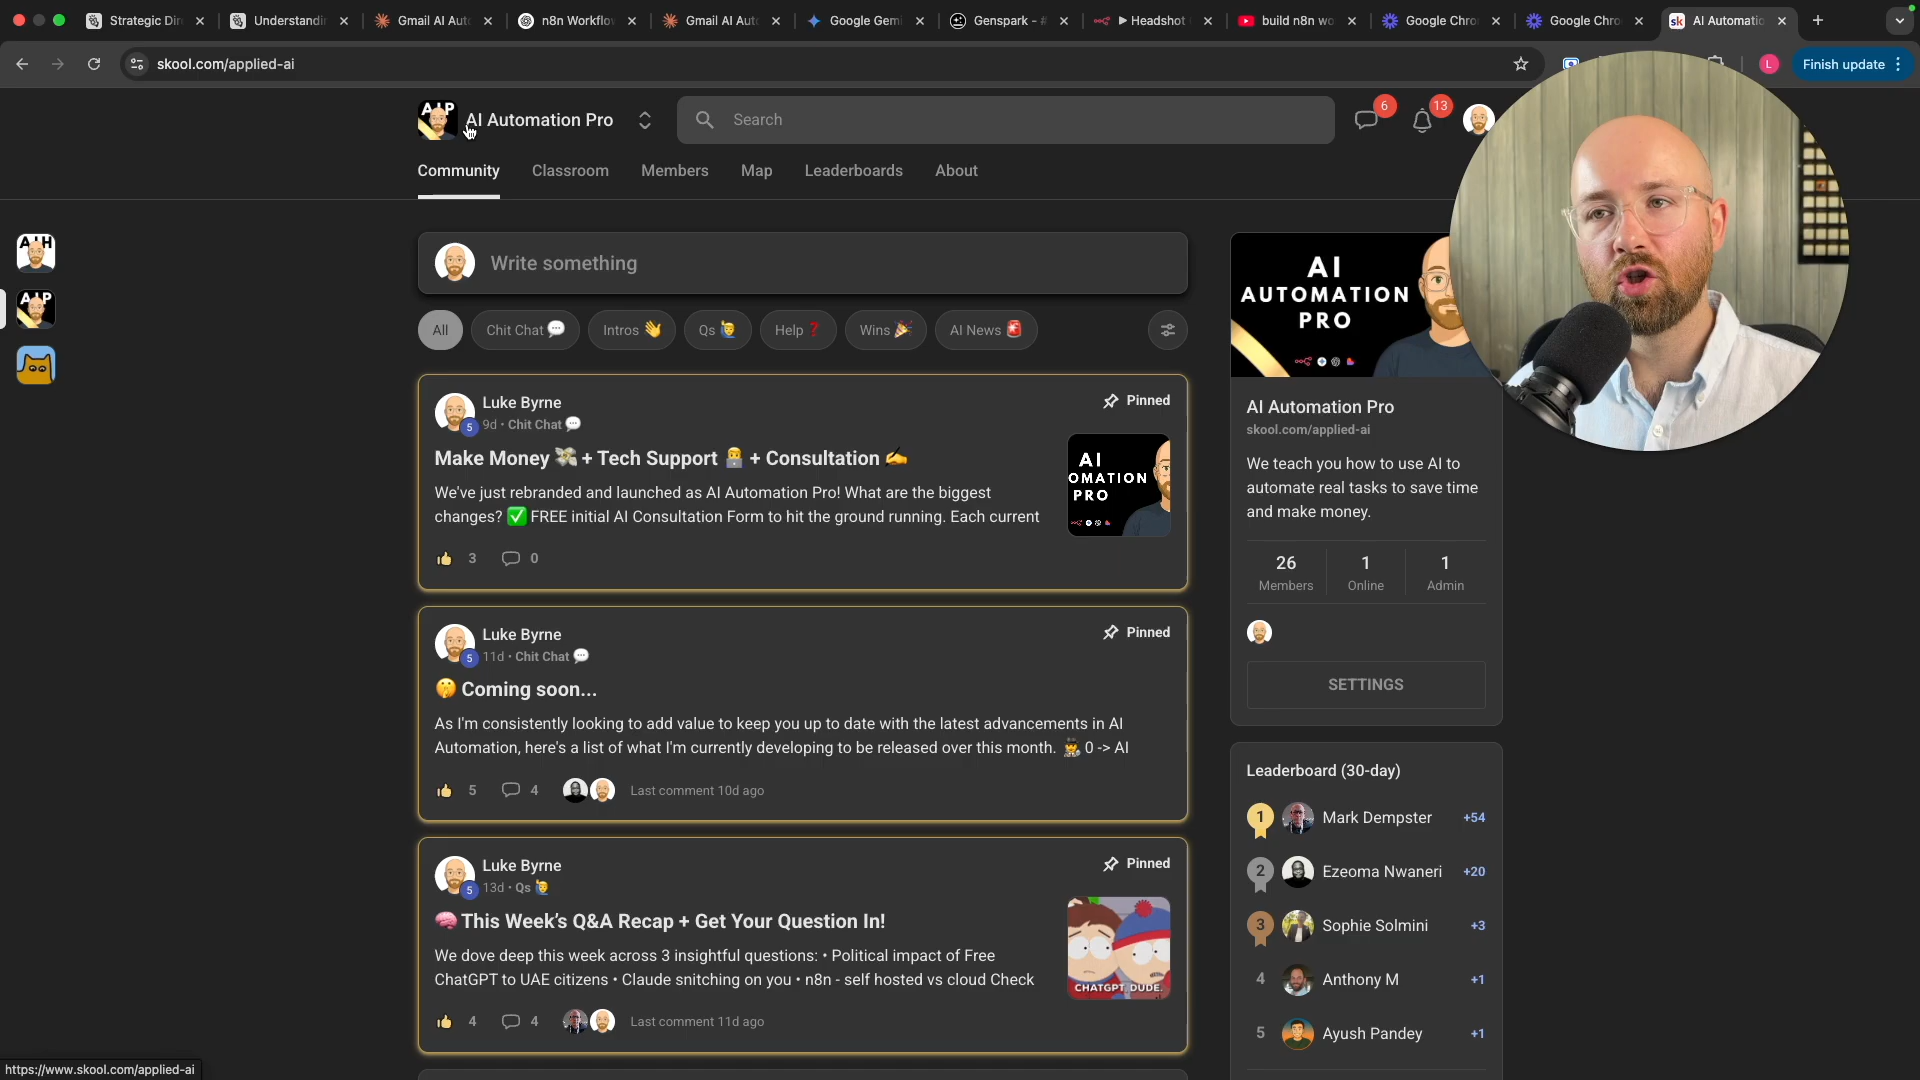 Strategic Dir
Understandi
Gmail AI Aut
n8n Workflo
Gmail AI Aut
Google Gem
Genspark - #
Headshot
build n8n wo
Google Chro
Google Chro
AI Automatio
skool.com/applied-ai
L
Finish update
AIP
AI Automation Pro
Search
6
13
Community
Classroom
Members
Map
Leaderboards
About
AIH
AIP
Write something
All
Chit Chat 💬
Intros 👋
Qs 🙋‍♂️
Help ❓
Wins 🎉
AI News 🚨
Luke Byrne
5
9d • Chit Chat 💬
Pinned
Make Money 💸 + Tech Support 👨‍💻 + Consultation ✍️
We've just rebranded and launched as AI Automation Pro! What are the biggest
changes? ✅ FREE initial AI Consultation Form to hit the ground running. Each current
AI
OMATION
PRO
3
0
Luke Byrne
5
11d • Chit Chat 💬
Pinned
🤫 Coming soon...
As I'm consistently looking to add value to keep you up to date with the latest advancements in AI
Automation, here's a list of what I'm currently developing to be released over this month. 🕵️ 0 -> AI
5
4
Last comment 10d ago
Luke Byrne
5
13d • Qs 🙋‍♂️
Pinned
🧠 This Week’s Q&A Recap + Get Your Question In!
We dove deep this week across 3 insightful questions: • Political impact of Free
ChatGPT to UAE citizens • Claude snitching on you • n8n - self hosted vs cloud Check
CHATGPT, DUDE.
4
4
Last comment 11d ago
AI
AUTOMATION
PRO
AI Automation Pro
skool.com/applied-ai
We teach you how to use AI to
automate real tasks to save time
and make money.
26
Members
1
Online
1
Admin
SETTINGS
Leaderboard (30-day)
1
Mark Dempster
+54
2
Ezeoma Nwaneri
+20
3
Sophie Solmini
+3
4
Anthony M
+1
5
Ayush Pandey
+1
https://www.skool.com/applied-ai